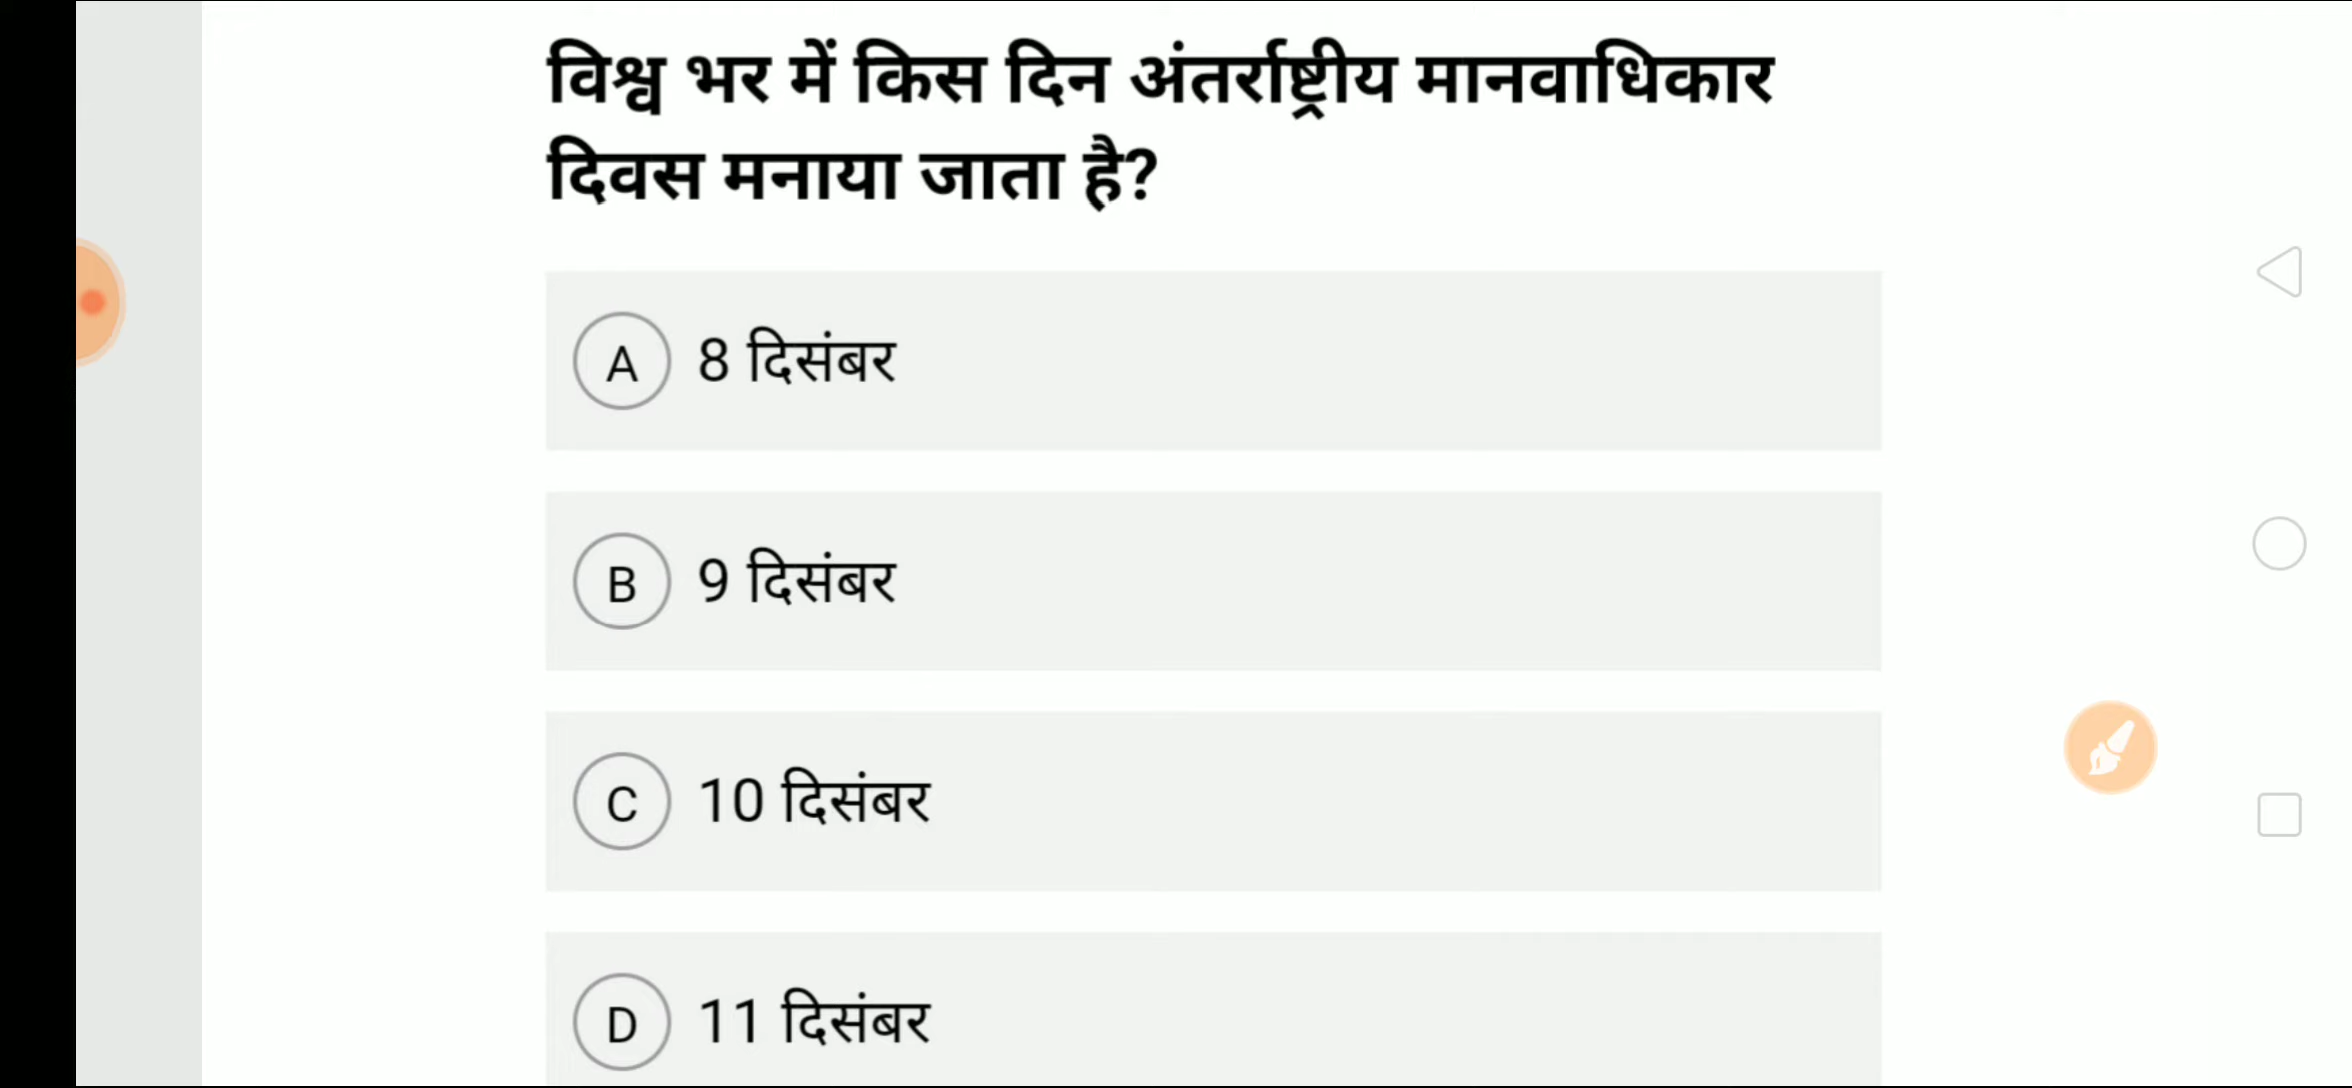 विश्व भर में किस दिन अंतर्राष्ट्रीय मानवाधिकार
दिवस मनाया जाता है?
A 8 दिसंबर
B 9 दिसंबर
C 10 दिसंबर
D 11 दिसंबर